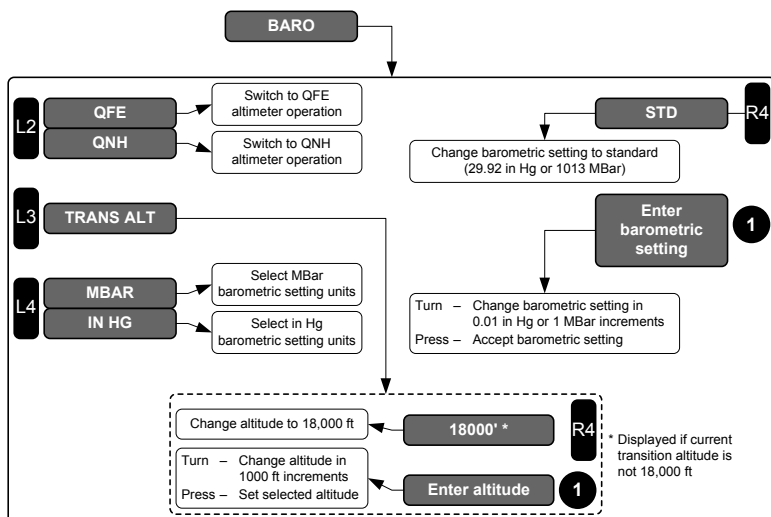 BARO
L2
QFE
QNH
Switch to QFE
altimeter operation
Switch to QNH
altimeter operation
STD
R4
Change barometric setting to standard
(29.92 in Hg or 1013 MBar)
L3
TRANS ALT
Enter
barometric
setting
1
L4
MBAR
IN HG
Select MBar
barometric setting units
Select in Hg
barometric setting units
Turn – Change barometric setting in
0.01 in Hg or 1 MBar increments
Press – Accept barometric setting
Change altitude to 18,000 ft
18000' *
R4
* Displayed if current
transition altitude is
not 18,000 ft
Turn – Change altitude in
1000 ft increments
Press – Set selected altitude
Enter altitude
1